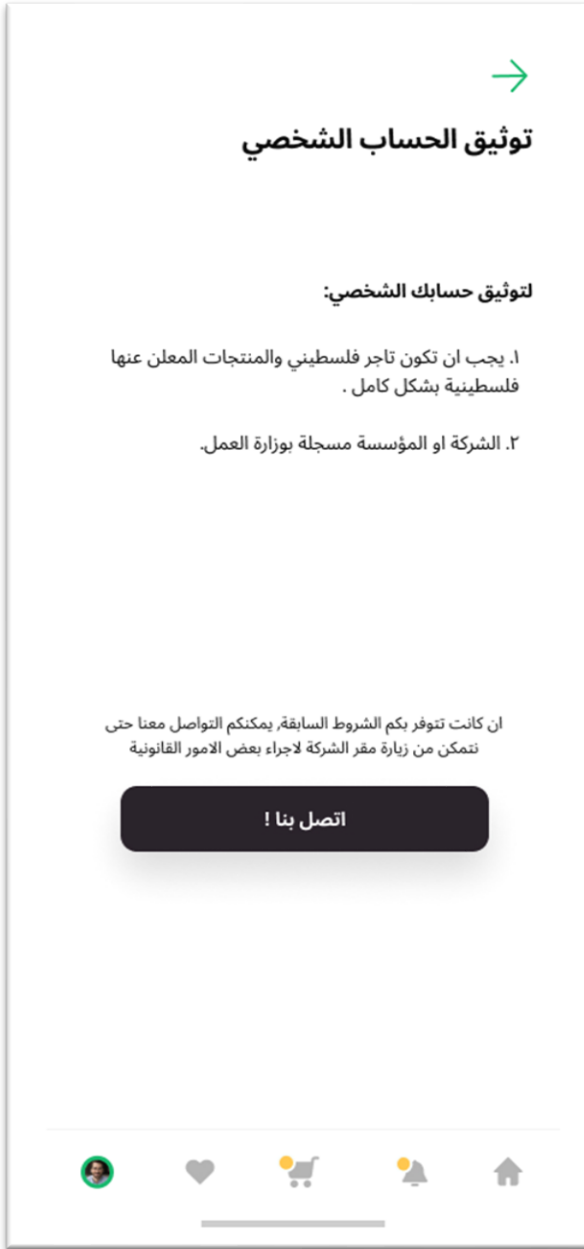 توثيق الحساب الشخصي
لتوثيق حسابك الشخصي:
١. يجب ان تكون تاجر فلسطيني والمنتجات المعلن عنها
فلسطينية بشكل كامل .
٢. الشركة او المؤسسة مسجلة بوزارة العمل.
ان كانت تتوفر بكم الشروط السابقة, يمكنكم التواصل معنا حتى
نتمكن من زيارة مقر الشركة لاجراء بعض الامور القانونية
اتصل بنا !